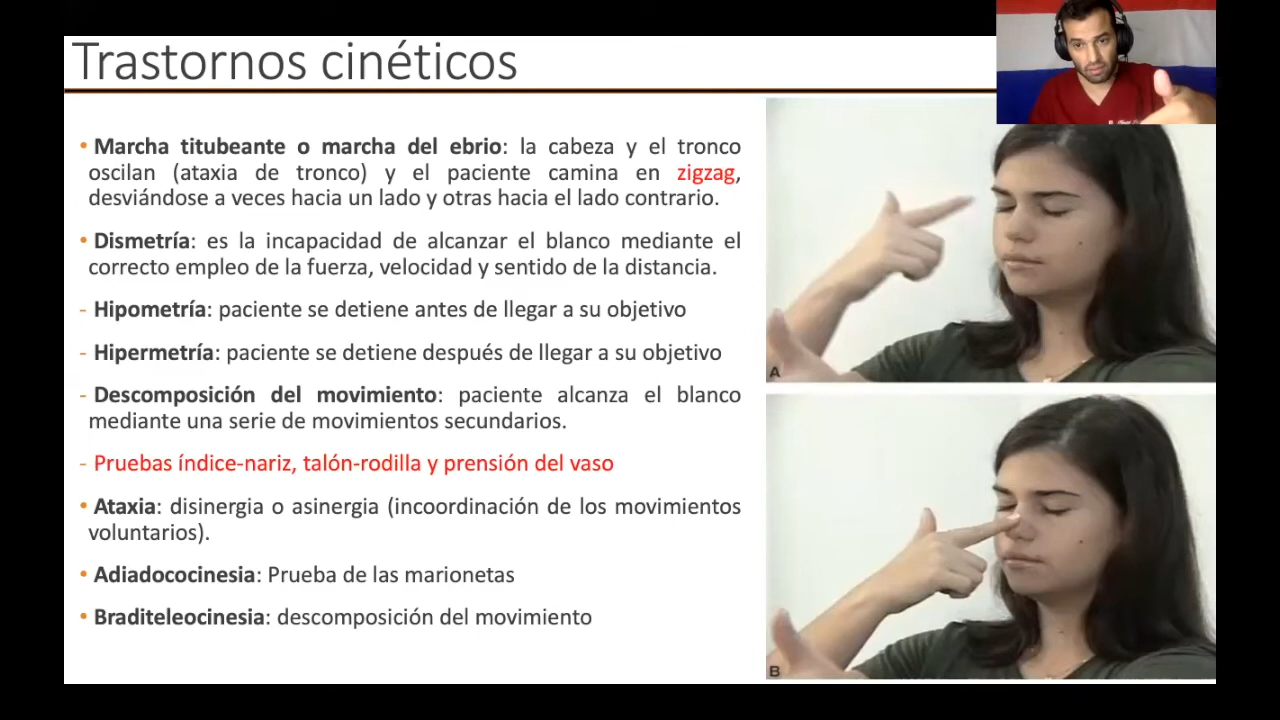 Trastornos cinéticos
• Marcha titubeante o marcha del ebrio: la cabeza y el tronco
oscilan (ataxia de tronco) y el paciente camina en zigzag,
desviándose a veces hacia un lado y otras hacia el lado contrario.
• Dismetría: es la incapacidad de alcanzar el blanco mediante el
correcto empleo de la fuerza, velocidad y sentido de la distancia.
- Hipometría: paciente se detiene antes de llegar a su objetivo
- Hipermetría: paciente se detiene después de llegar a su objetivo
- Descomposición del movimiento: paciente alcanza el blanco
mediante una serie de movimientos secundarios.
- Pruebas índice-nariz, talón-rodilla y prensión del vaso
• Ataxia: disinergia o asinergia (incoordinación de los movimientos
voluntarios).
• Adiadococinesia: Prueba de las marionetas
• Braditeleocinesia: descomposición del movimiento
A
B